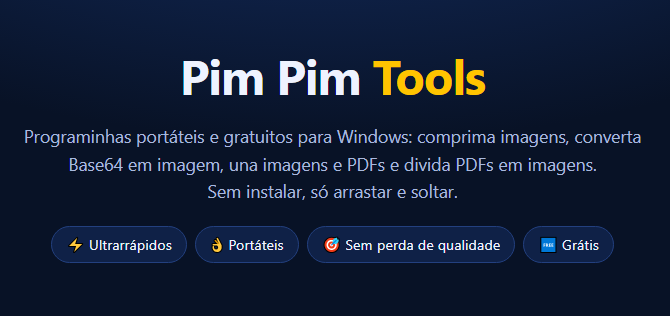 Pim Pim Tools
Programinhas portáteis e gratuitos para Windows: comprima imagens, converta
Base64 em imagem, una imagens e PDFs e divida PDFs em imagens.
Sem instalar, só arrastar e soltar.
⚡ Ultrarrápidos 👌 Portáteis 🎯 Sem perda de qualidade 🆓 Grátis